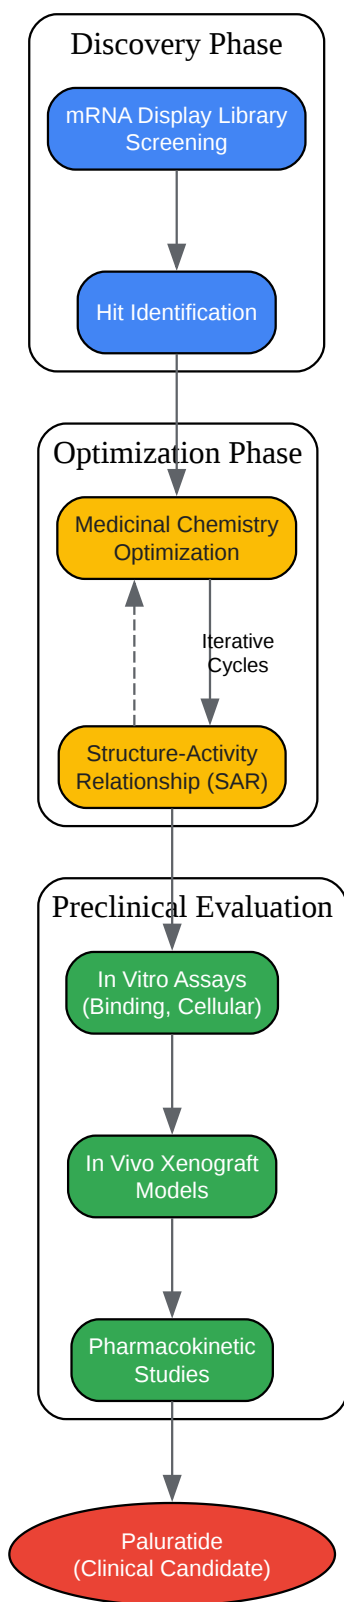 Discovery Phase
mRNA Display Library
Screening
Hit Identification
Optimization Phase
Medicinal Chemistry
Optimization
Iterative
Cycles
Structure-Activity
Relationship (SAR)
Preclinical Evaluation
In Vitro Assays
(Binding, Cellular)
In Vivo Xenograft
Models
Pharmacokinetic
Studies
Paluratide
(Clinical Candidate)